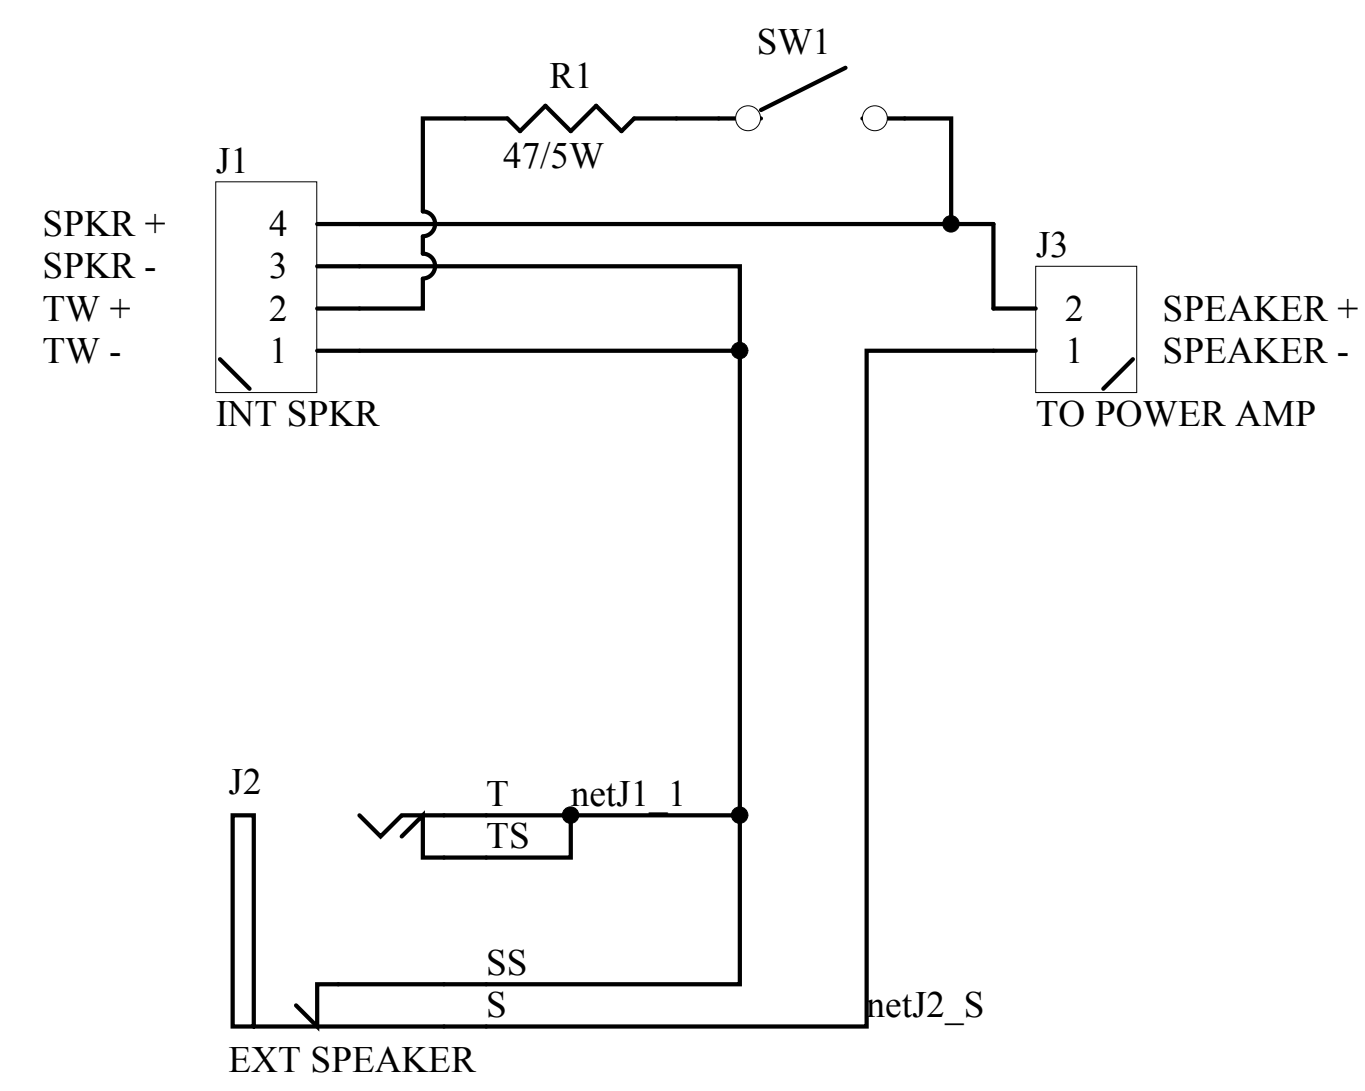 SW1
R1
47/5W
J1
SPKR + 4
SPKR - 3
TW + 2
TW - 1
INT SPKR
J3
2 SPEAKER +
1 SPEAKER -
TO POWER AMP
J2
T netJ1_1
TS
SS
S netJ2_S
EXT SPEAKER